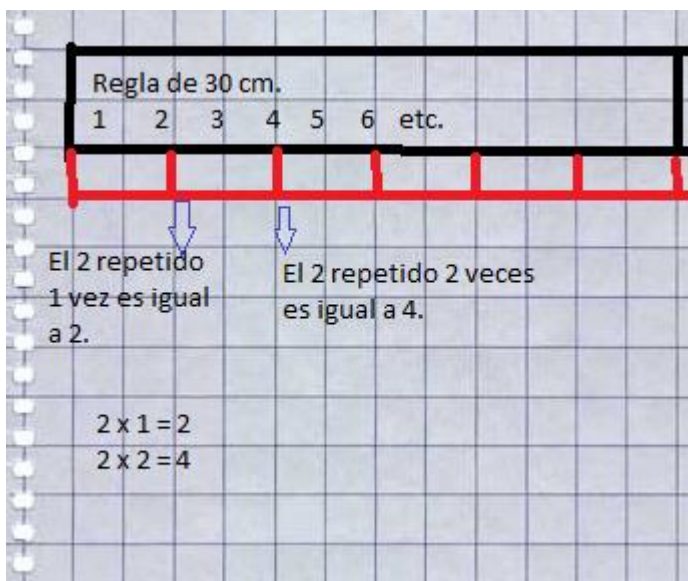 Regla de 30 cm.
1 2 3 4 5 6 etc.
El 2 repetido
1 vez es igual
a 2.
El 2 repetido 2 veces
es igual a 4.
2 x 1 = 2
2 x 2 = 4